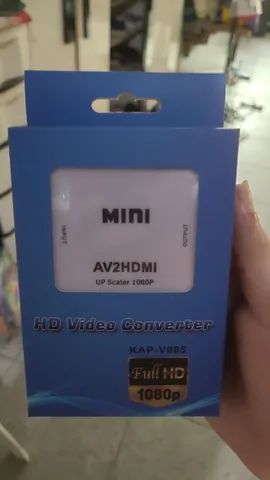 MINI
INPUT
OUTPUT
AV2HDMI
UP Scaler 1080P
HD Video Converter
KAP-V085
Full HD
1080p